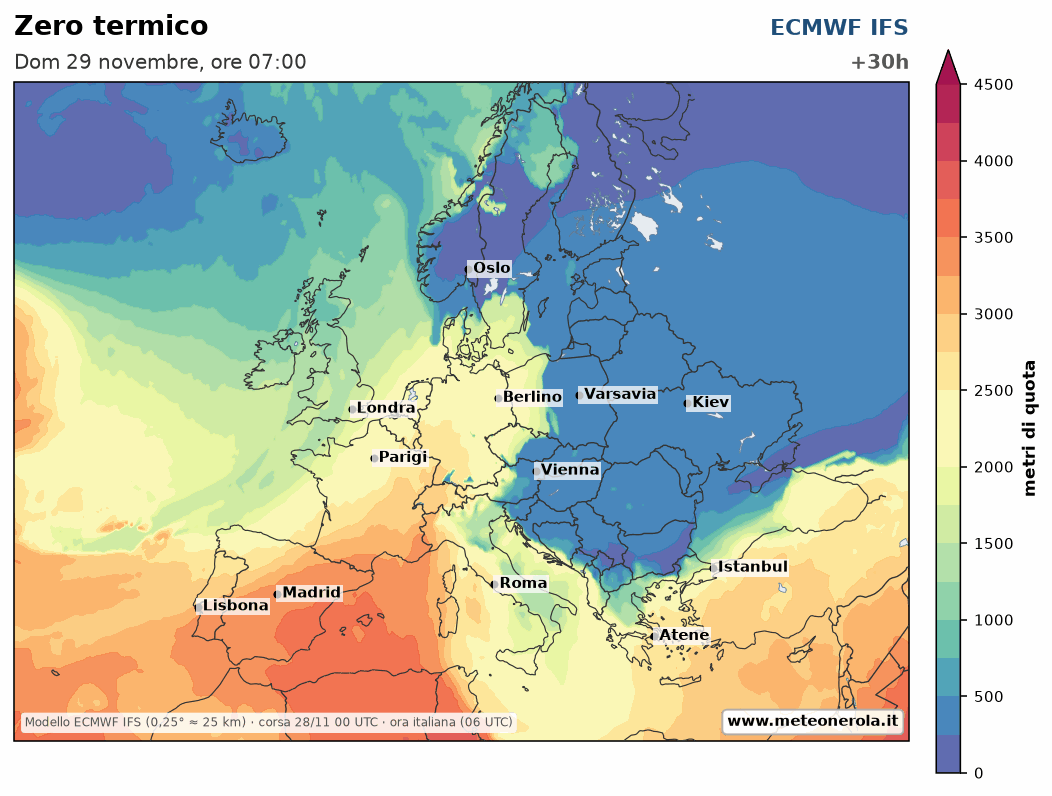 Zero termico
ECMWF IFS
Dom 29 novembre, ore 07:00
+30h
4500
4000
3500
3000
2500
2000
1500
1000
500
0
metri di quota
Oslo
Londra
Berlino
Varsavia
Kiev
Parigi
Vienna
Roma
Istanbul
Madrid
Lisbona
Atene
Modello ECMWF IFS (0,25° ≈ 25 km) · corsa 28/11 00 UTC · ora italiana (06 UTC)
www.meteonerola.it